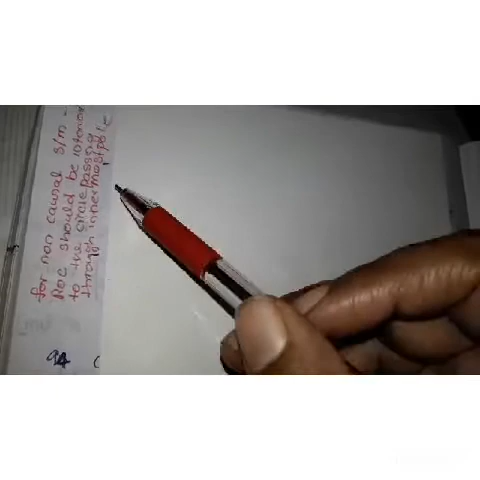 for non causal s/m -
ROC should be interior
to the circle passing
through innermost pole